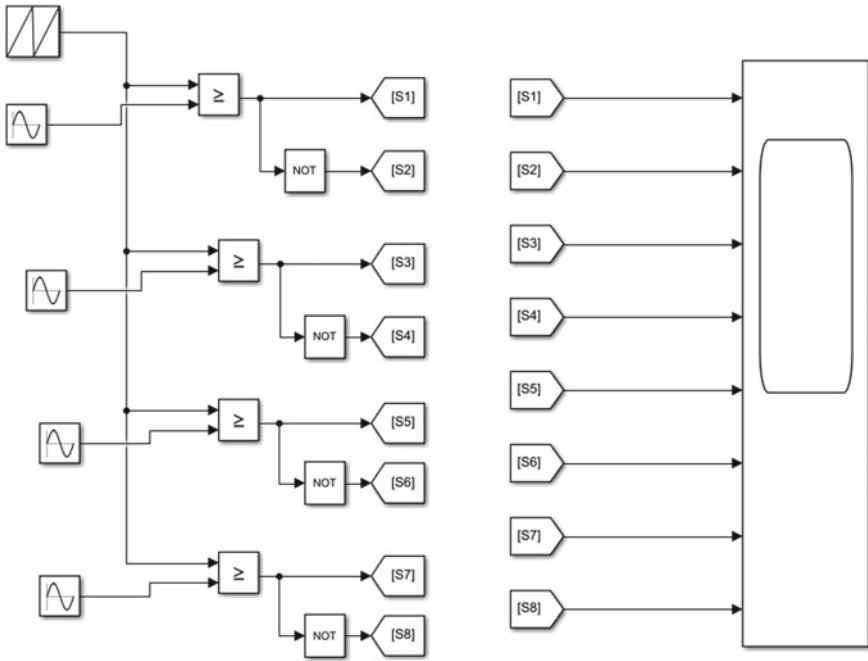 ≥
[S1]
NOT
[S2]
≥
[S3]
NOT
[S4]
≥
[S5]
NOT
[S6]
≥
[S7]
NOT
[S8]
[S1]
[S2]
[S3]
[S4]
[S5]
[S6]
[S7]
[S8]